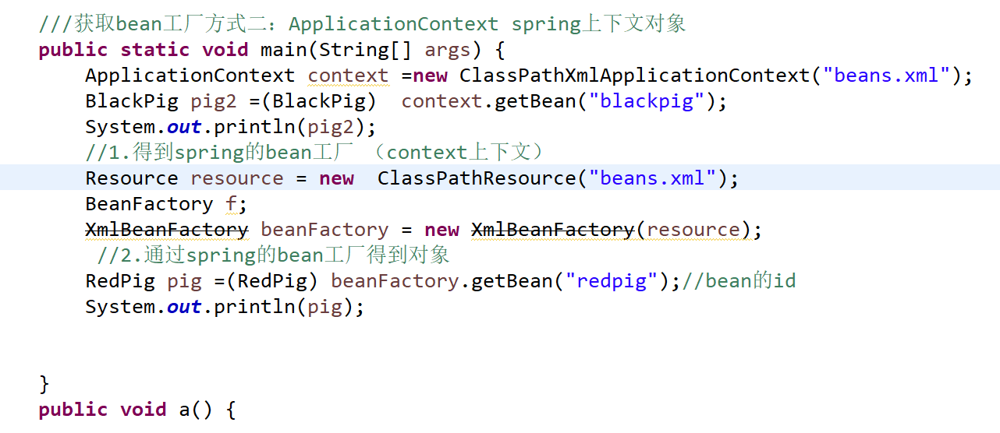 ///获取bean工厂方式二：ApplicationContext spring上下文对象
public static void main(String[] args) {
ApplicationContext context =new ClassPathXmlApplicationContext("beans.xml");
BlackPig pig2 =(BlackPig)  context.getBean("blackpig");
System.out.println(pig2);
//1.得到spring的bean工厂 （context上下文）
Resource resource = new  ClassPathResource("beans.xml");
BeanFactory f;
XmlBeanFactory beanFactory = new XmlBeanFactory(resource);
//2.通过spring的bean工厂得到对象
RedPig pig =(RedPig) beanFactory.getBean("redpig");//bean的id
System.out.println(pig);
}
public void a() {